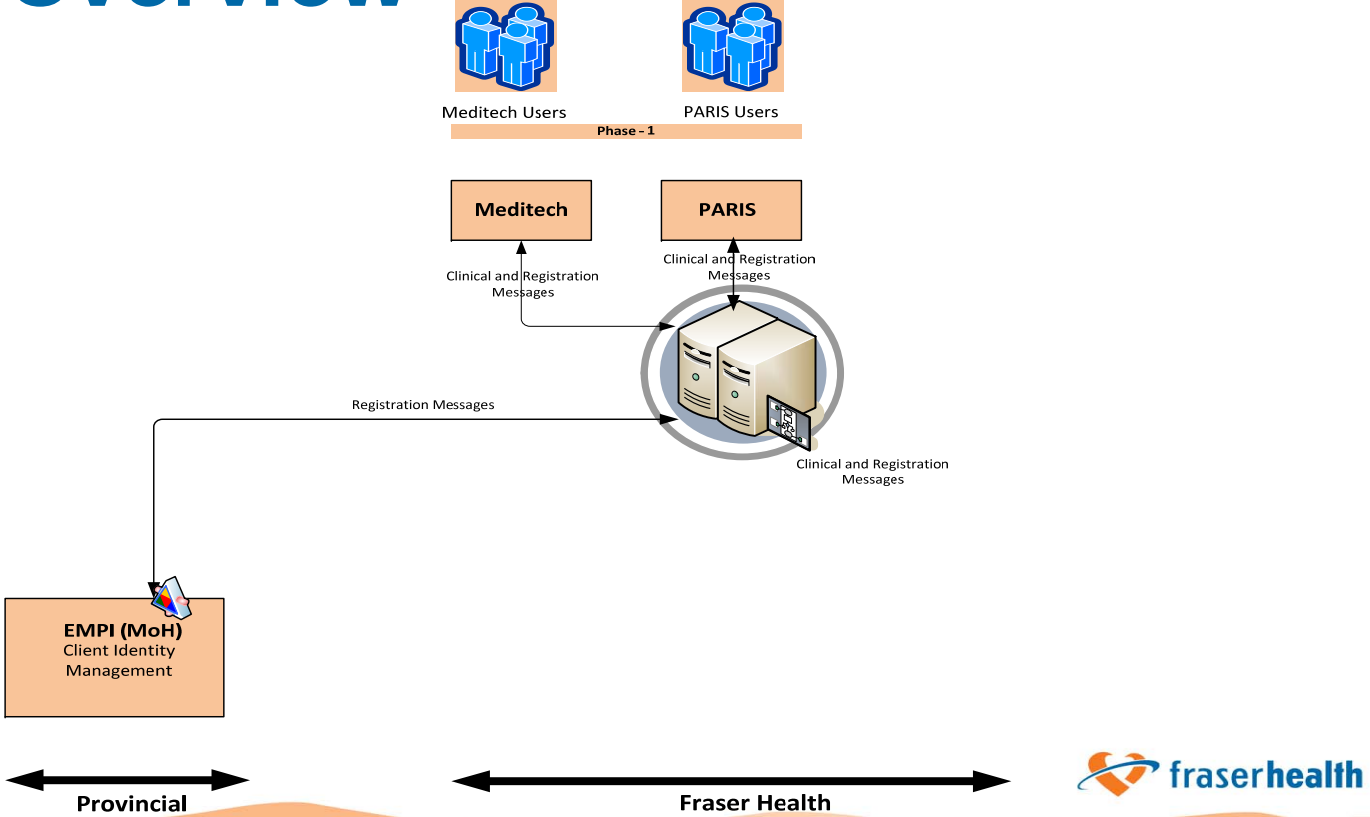 Overview
Meditech Users
PARIS Users
Phase – 1
Meditech
PARIS
Clinical and Registration
Messages
Clinical and Registration
Messages
Registration Messages
Clinical and Registration
Messages
EMPI (MoH)
Client Identity
Management
Provincial
Fraser Health
fraserhealth